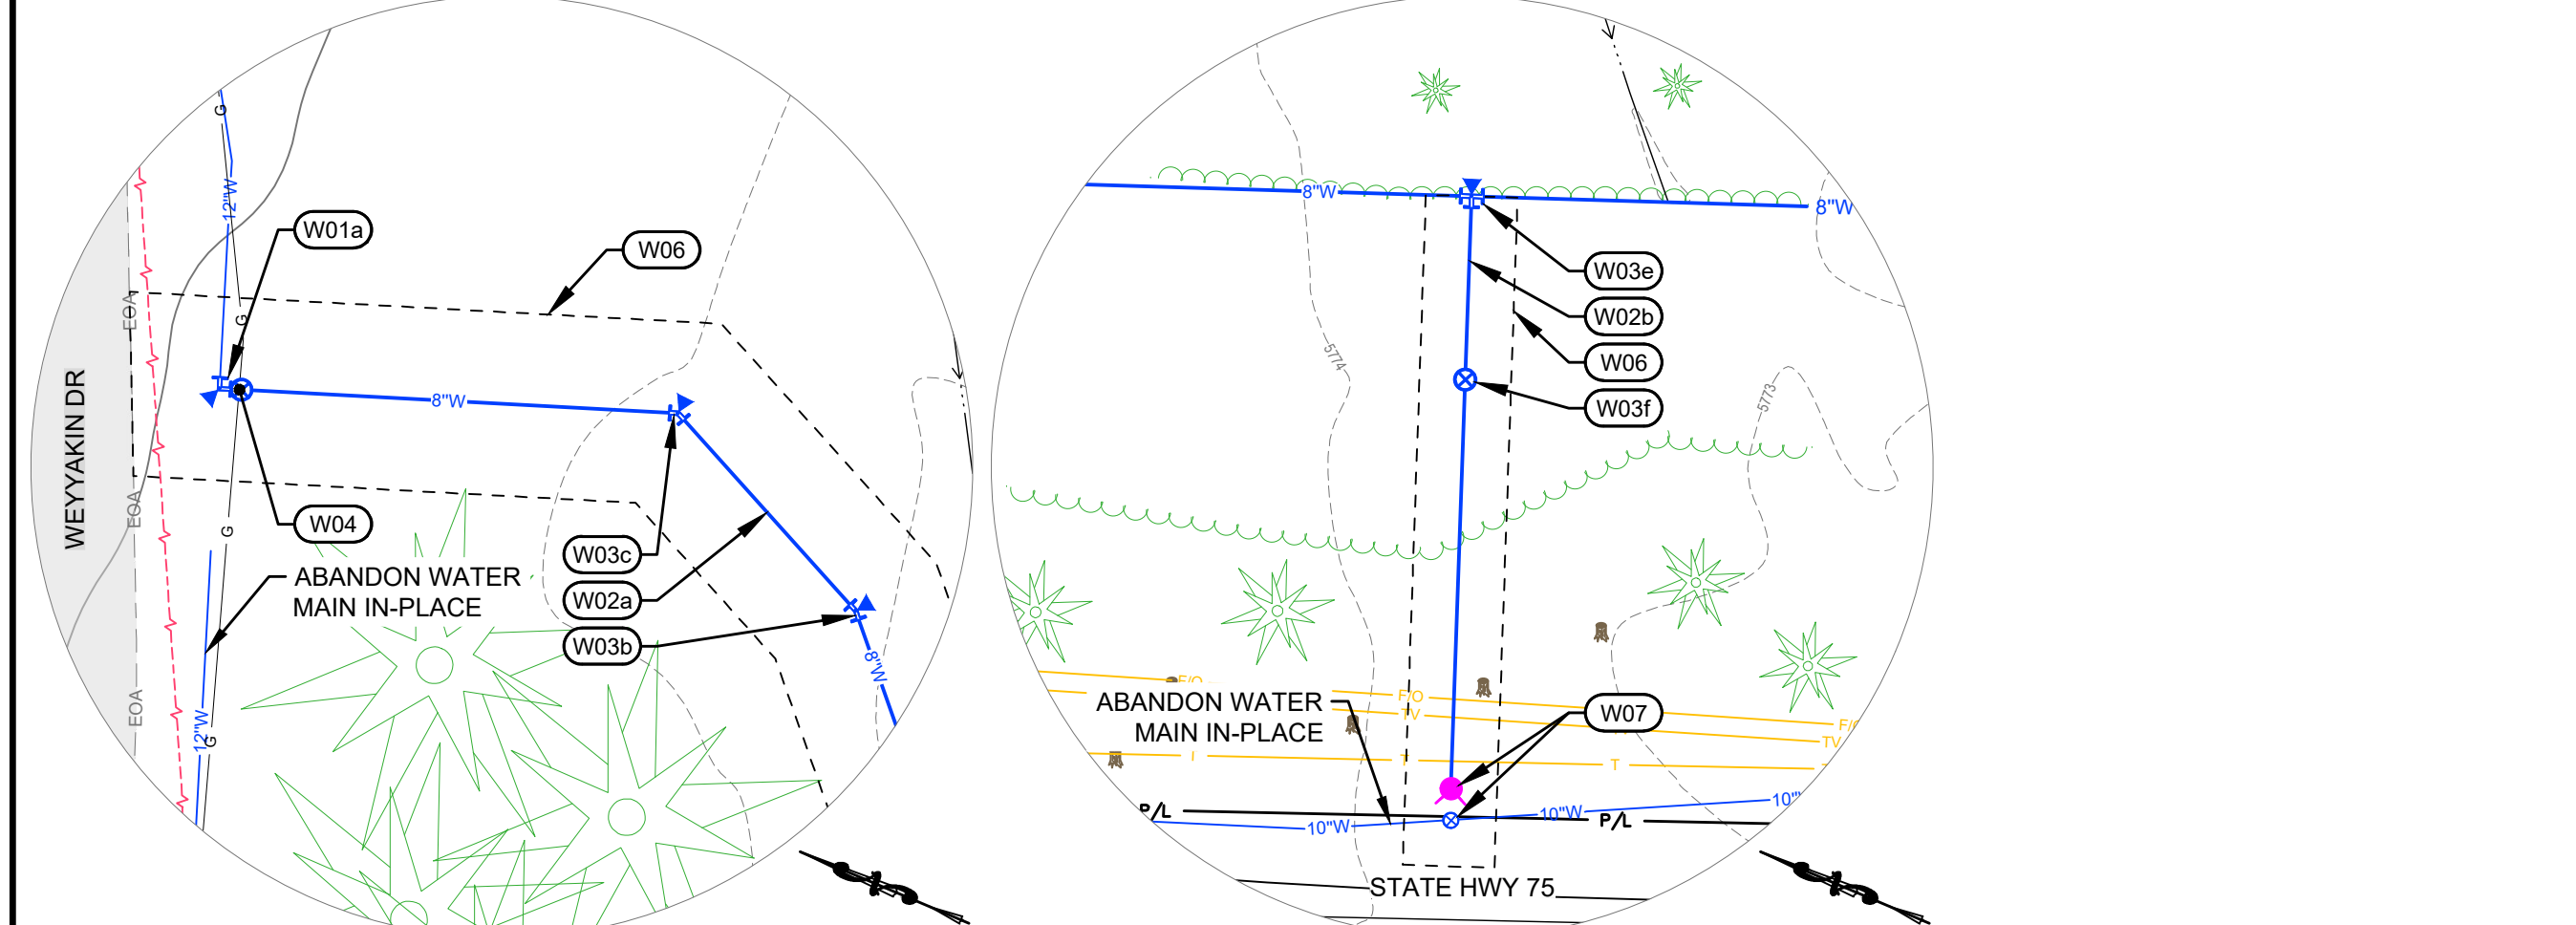 G
12"W
W01a
W06
EOA
G
WEYYAKIN DR
8"W
EOA
W04
G
W03c
ABANDON WATER
MAIN IN-PLACE
W02a
W03b
8"W
EOA
12"W
G
8"W
8"W
W03e
W02b
5774
W06
5773
W03f
F/O
F/O
ABANDON WATER
MAIN IN-PLACE
TV
W07
F/O
TV
T
T
T
P/L
10"W
10"W
P/L
10"
STATE HWY 75